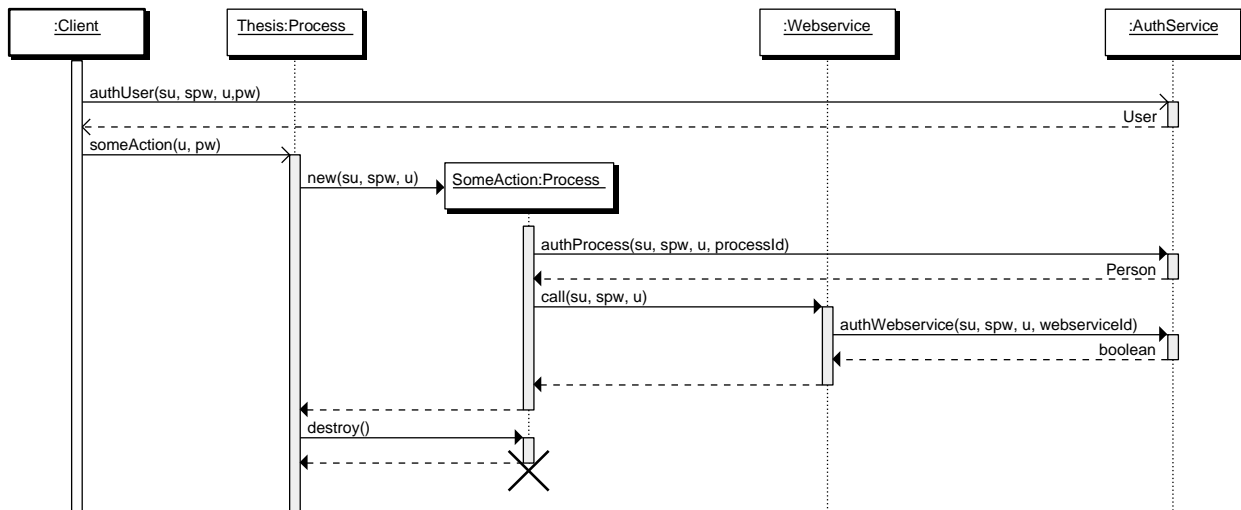 :Client
Thesis:Process
:Webservice
:AuthService
authUser(su, spw, u,pw)
User
someAction(u, pw)
new(su, spw, u)
SomeAction:Process
authProcess(su, spw, u, processId)
Person
call(su, spw, u)
authWebservice(su, spw, u, webserviceId)
boolean
destroy()